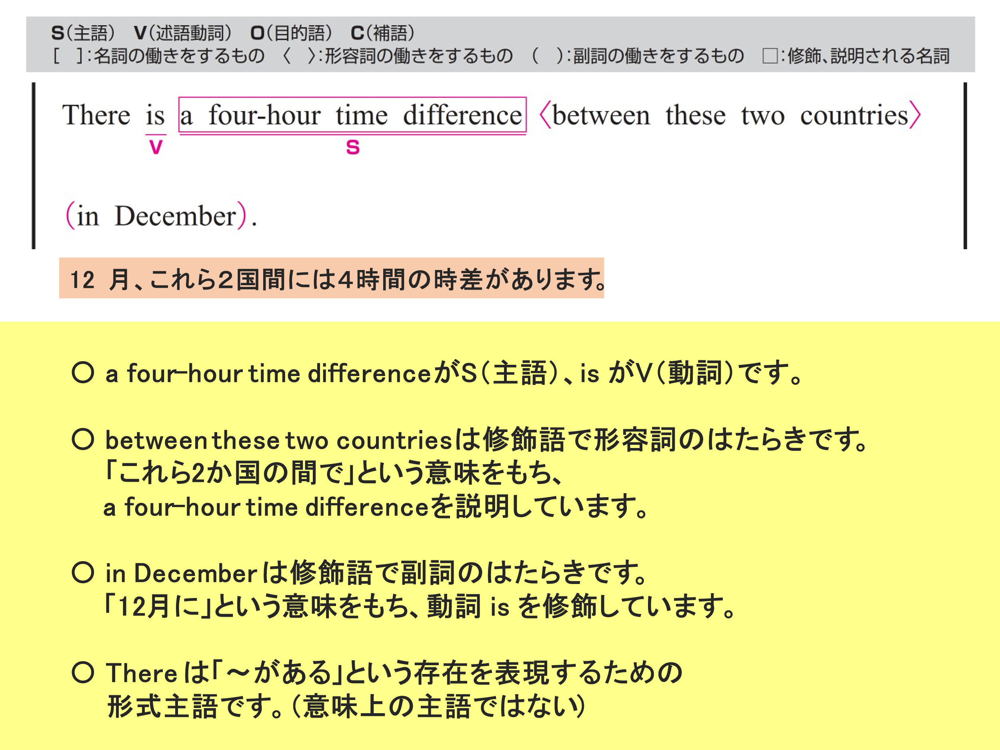 S（主語）　V（述語動詞）　O（目的語）　C（補語）
［　］：名詞の働きをするもの　〈　〉：形容詞の働きをするもの　（　）：副詞の働きをするもの　□：修飾、説明される名詞
There is a four-hour time difference 〈between these two countries〉
V S
(in December).
12 月、これら２国間には４時間の時差があります。
○ a four-hour time differenceがS（主語）、is がV（動詞）です。
○ between these two countriesは修飾語で形容詞のはたらきです。
「これら2か国の間で」という意味をもち、
a four-hour time differenceを説明しています。
○ in Decemberは修飾語で副詞のはたらきです。
「12月に」という意味をもち、動詞 is を修飾しています。
○ There は「～がある」という存在を表現するための
形式主語です。（意味上の主語ではない）